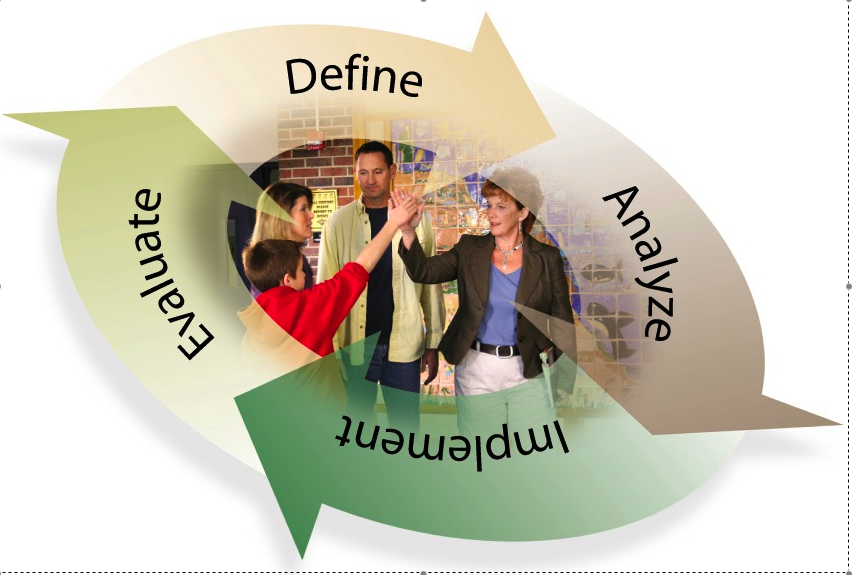 Define
Analyze
Implement
Evaluate